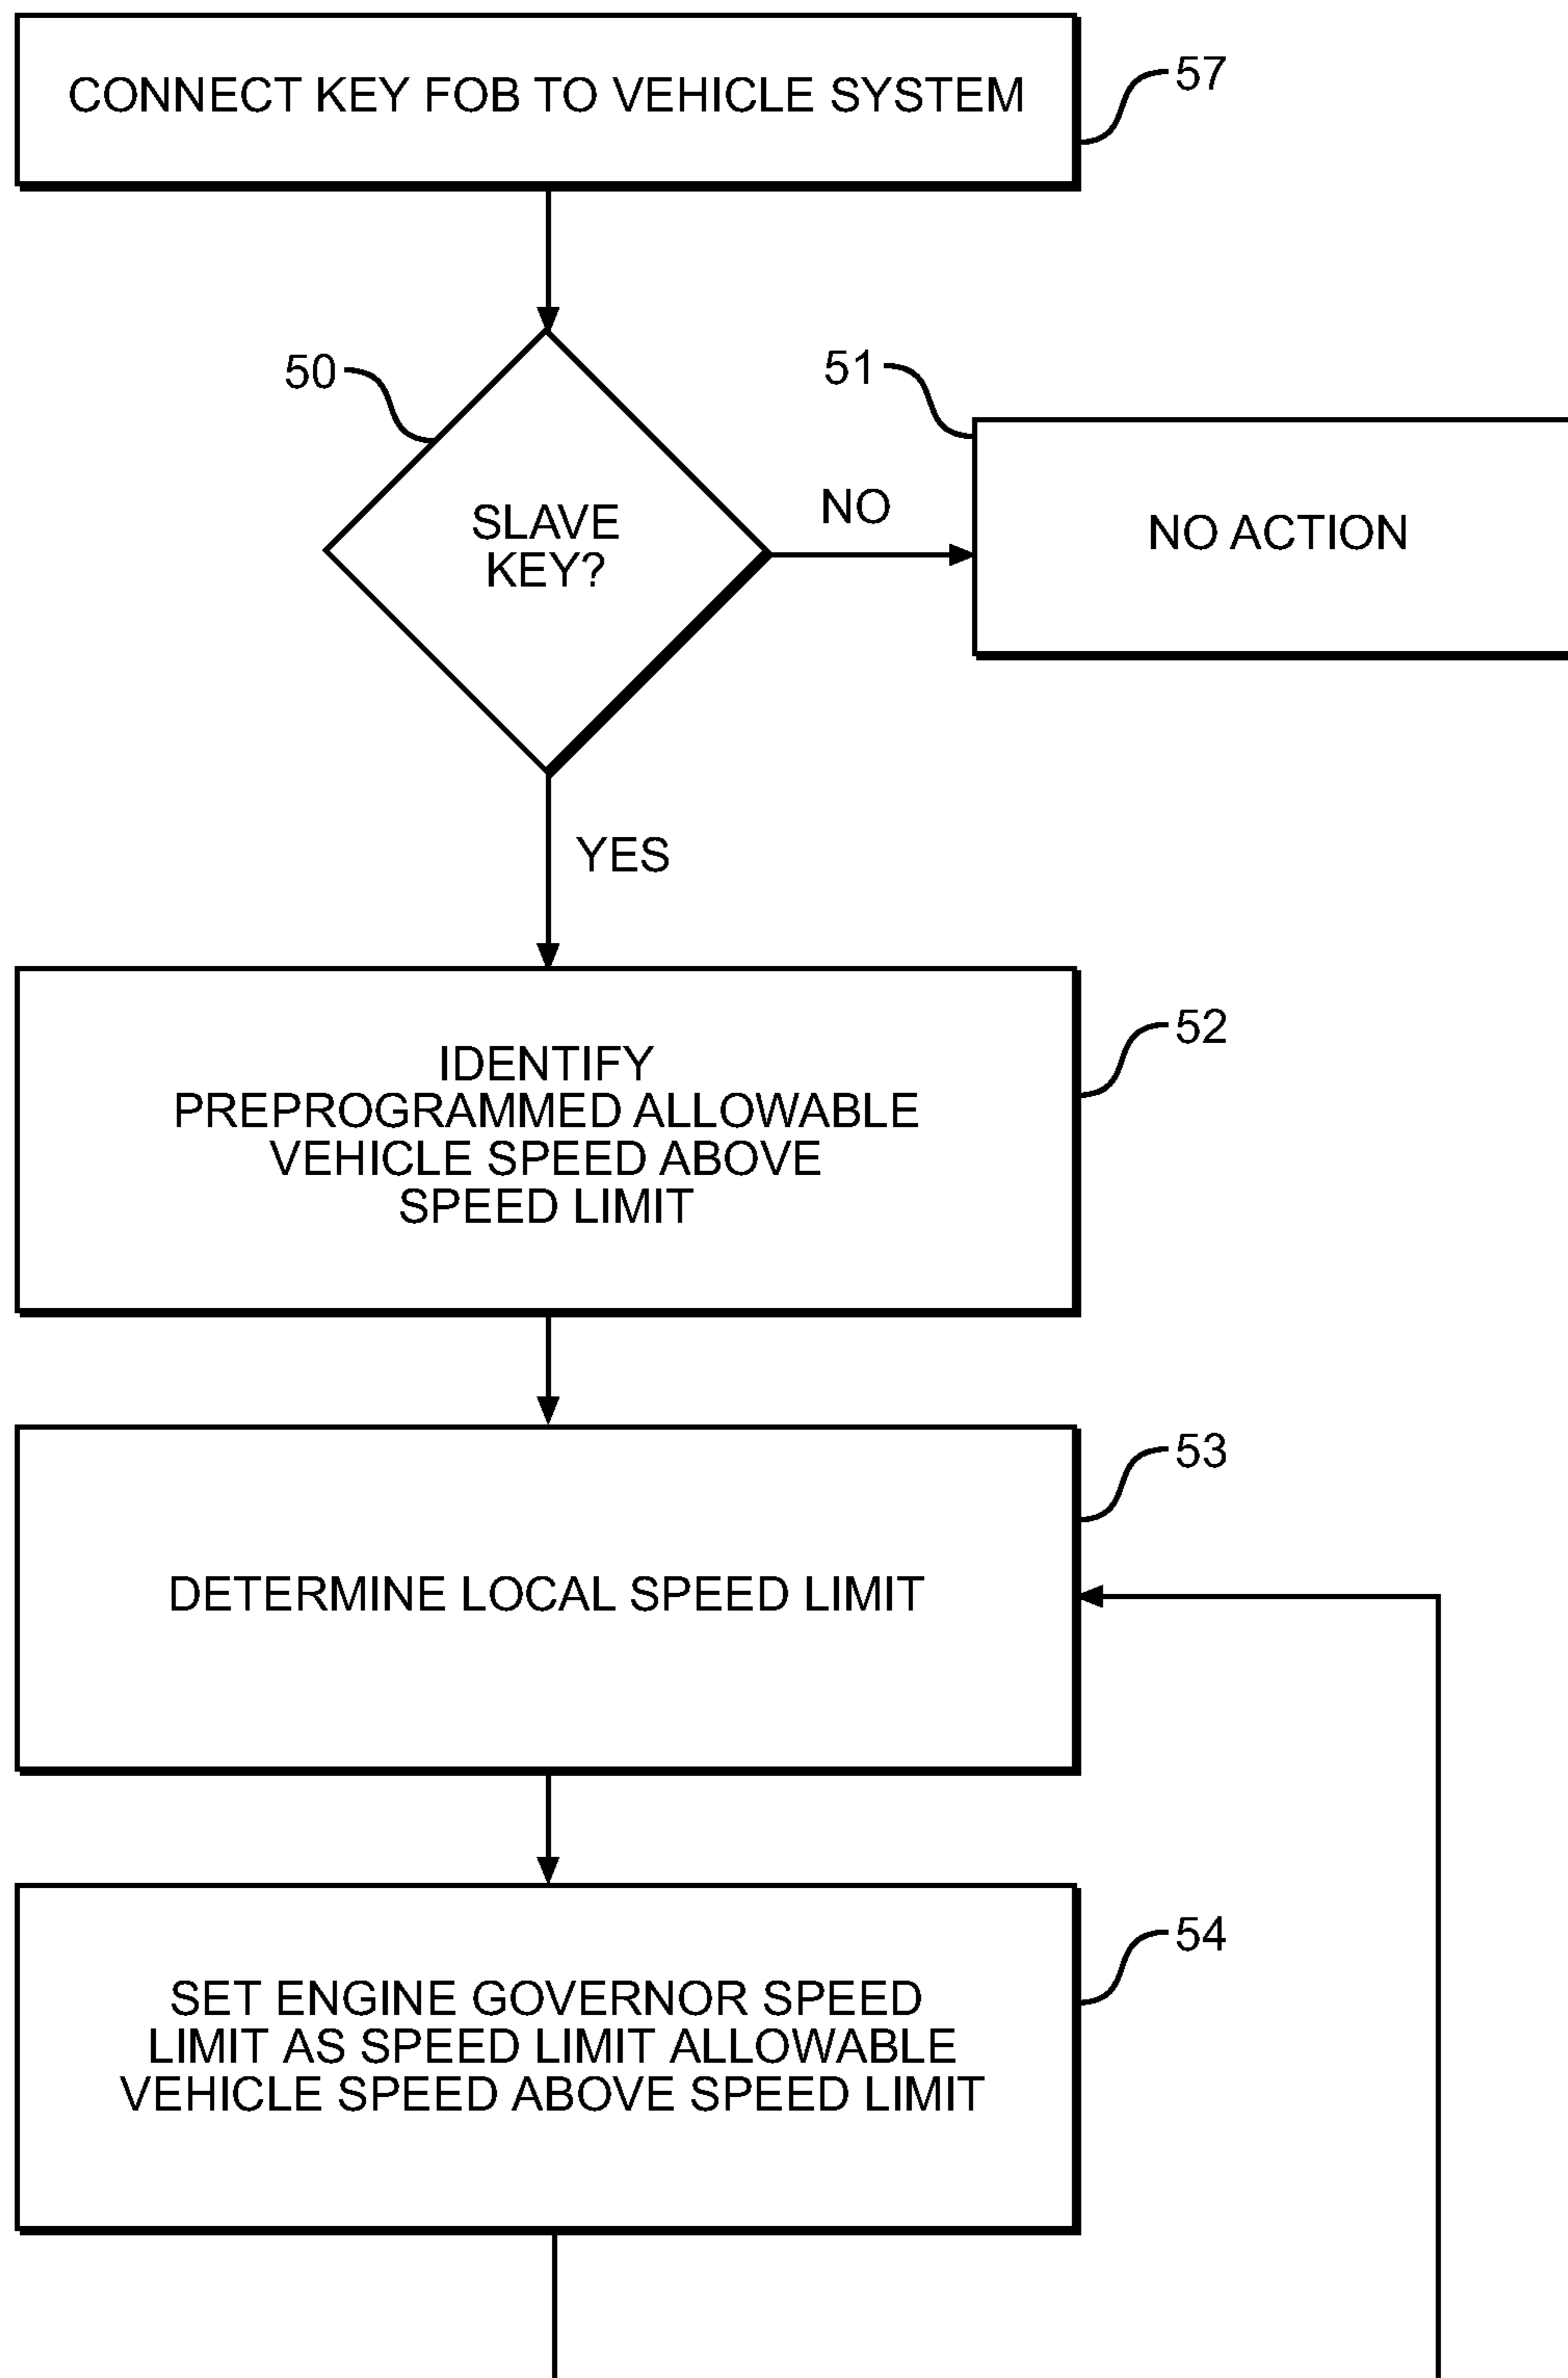 CONNECT KEY FOB TO VEHICLE SYSTEM
57
50
51
SLAVE
KEY?
NO
NO ACTION
YES
52
IDENTIFY
PREPROGRAMMED ALLOWABLE
VEHICLE SPEED ABOVE
SPEED LIMIT
53
DETERMINE LOCAL SPEED LIMIT
54
SET ENGINE GOVERNOR SPEED
LIMIT AS SPEED LIMIT ALLOWABLE
VEHICLE SPEED ABOVE SPEED LIMIT